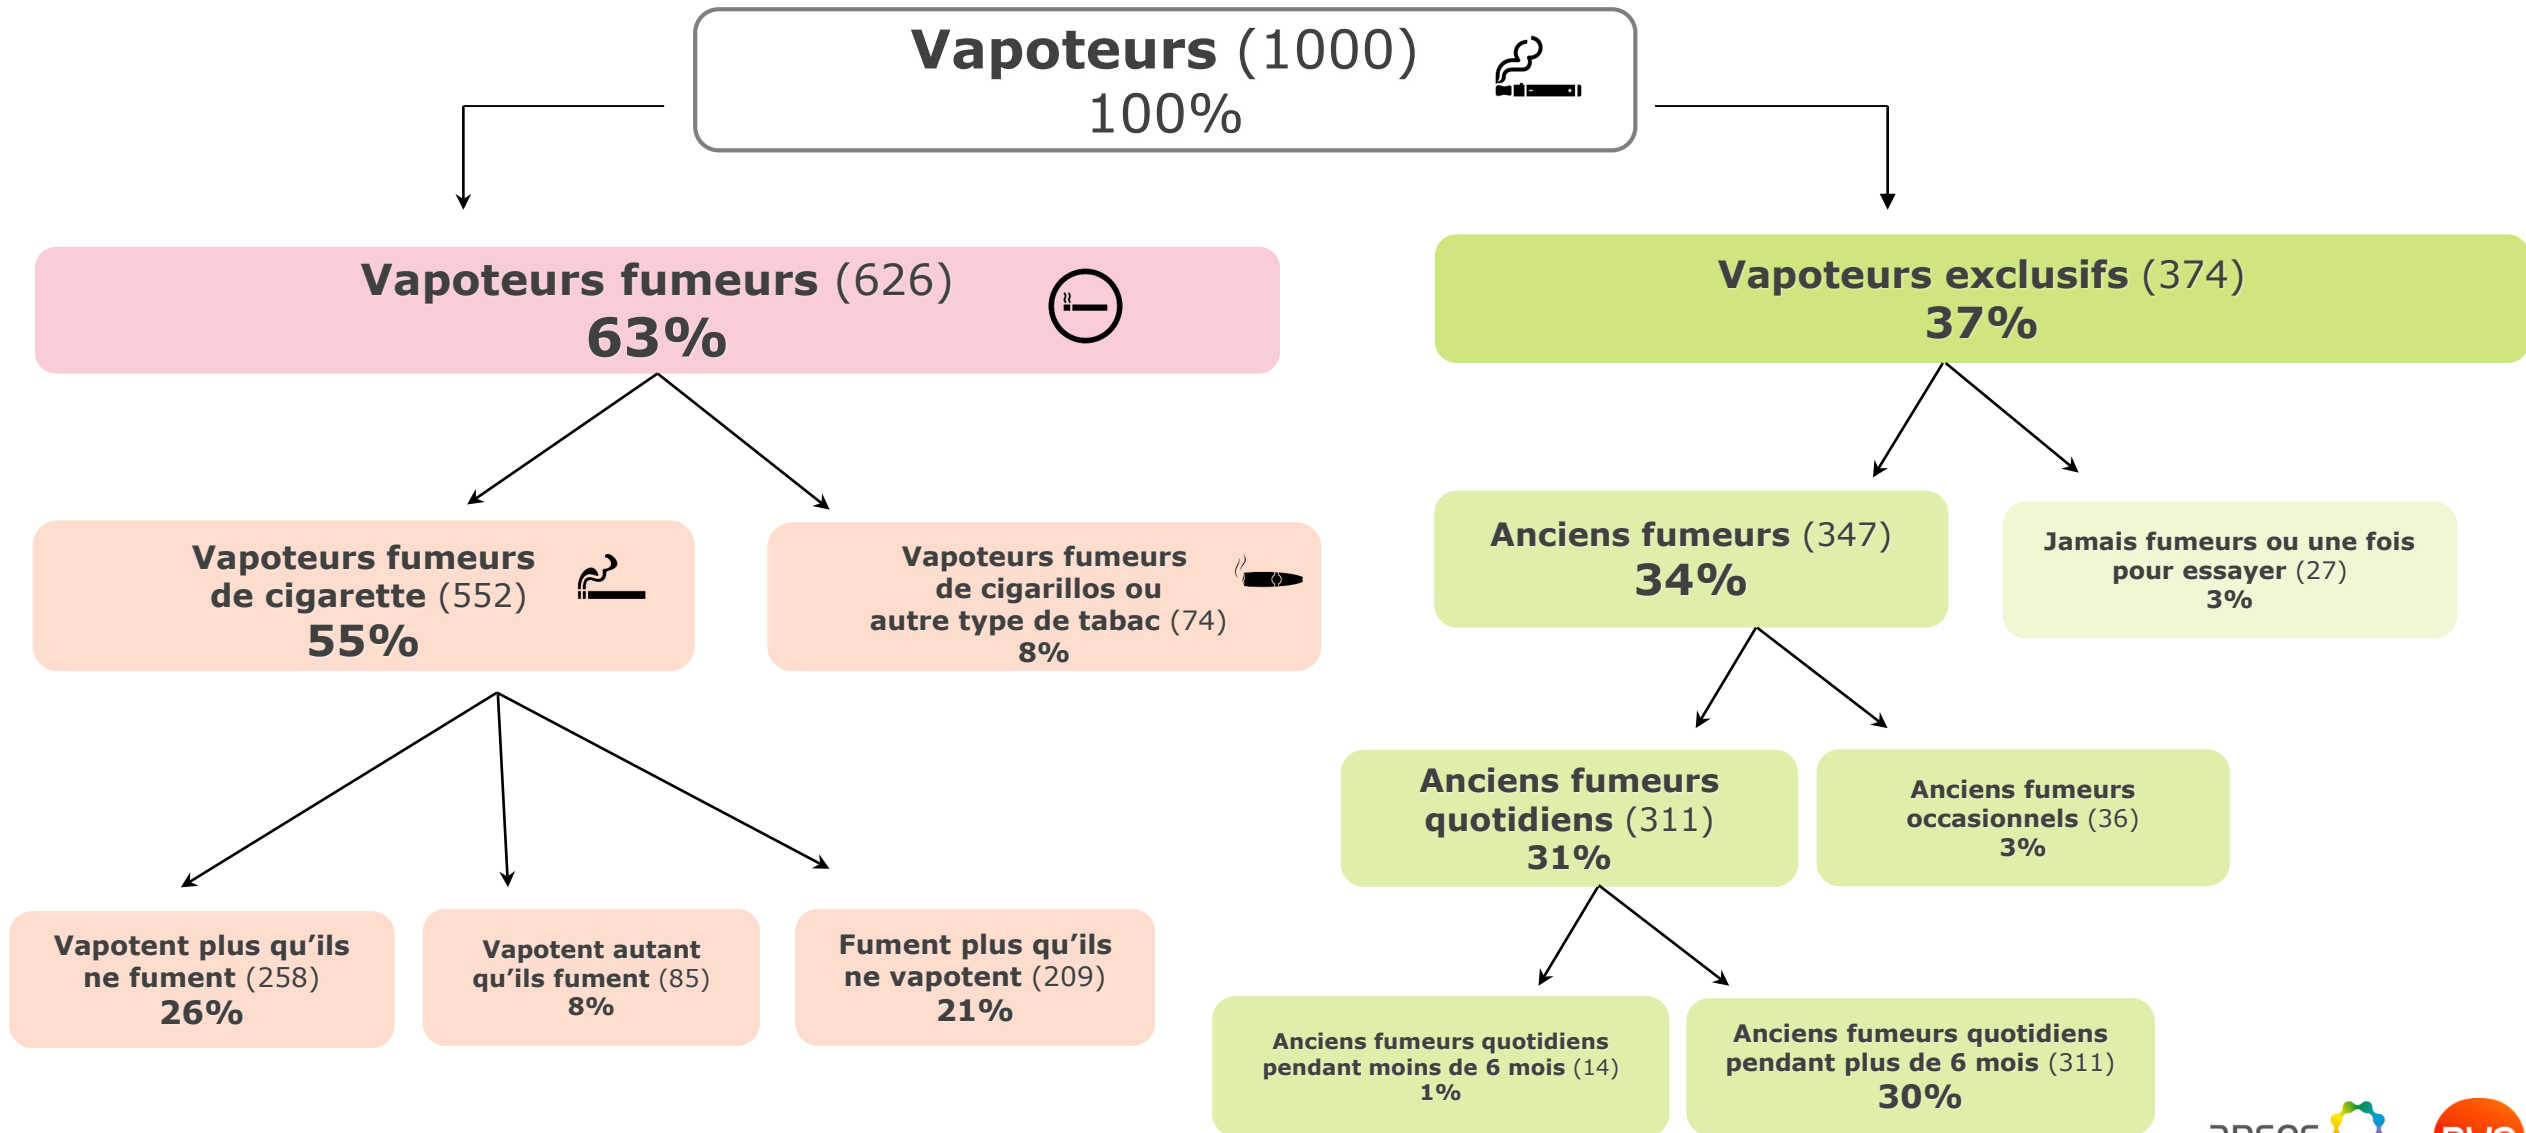 Vapoteurs (1000)
100%
Vapoteurs fumeurs (626)
63%
Vapoteurs exclusifs (374)
37%
Vapoteurs fumeurs
de cigarette (552)
55%
Vapoteurs fumeurs
de cigarillos ou
autre type de tabac (74)
8%
Anciens fumeurs (347)
34%
Jamais fumeurs ou une fois
pour essayer (27)
3%
Anciens fumeurs
quotidiens (311)
31%
Anciens fumeurs
occasionnels (36)
3%
Vapotent plus qu’ils
ne fument (258)
26%
Vapotent autant
qu’ils fument (85)
8%
Fument plus qu’ils
ne vapotent (209)
21%
Anciens fumeurs quotidiens
pendant moins de 6 mois (14)
1%
Anciens fumeurs quotidiens
pendant plus de 6 mois (311)
30%